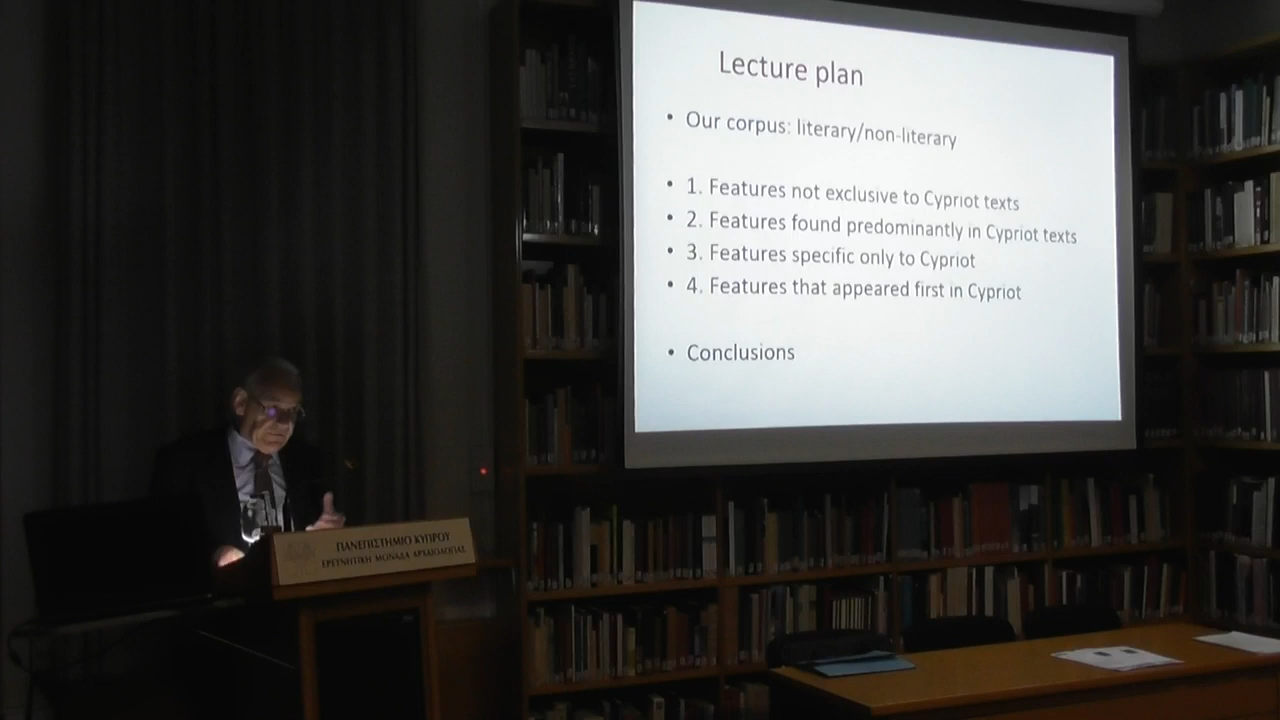 Lecture plan
• Our corpus: literary/non-literary
• 1. Features not exclusive to Cypriot texts
• 2. Features found predominantly in Cypriot texts
• 3. Features specific only to Cypriot
• 4. Features that appeared first in Cypriot
• Conclusions
ΠΑΝΕΠΙΣΤΗΜΙΟ ΚΥΠΡΟΥ
ΕΡΕΥΝΗΤΙΚΗ ΜΟΝΑΔΑ ΑΡΧΑΙΟΛΟΓΙΑΣ